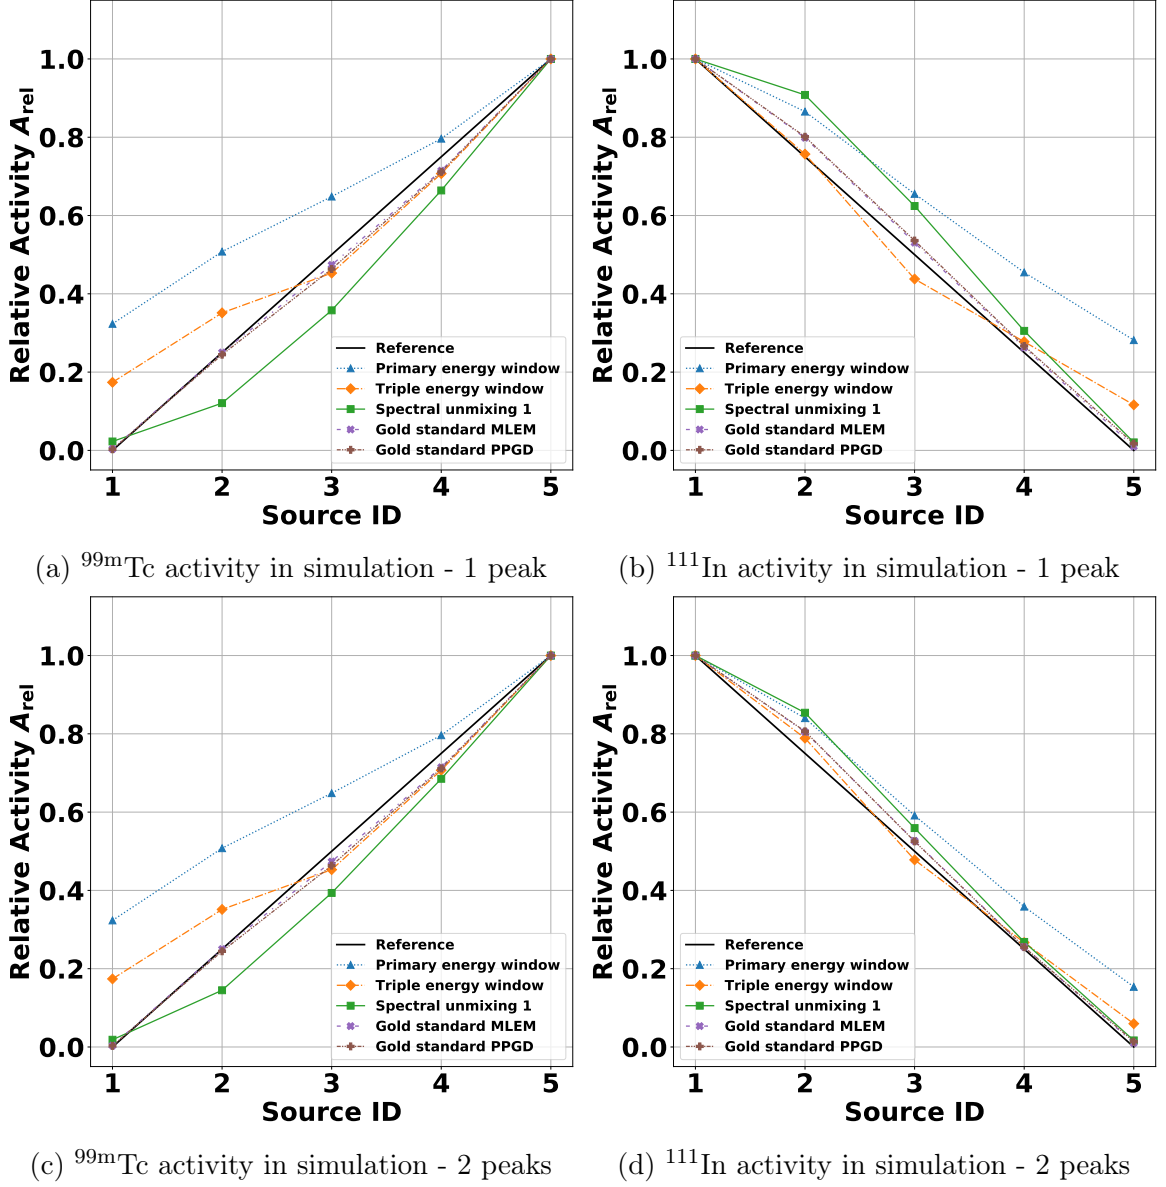 1.0
0.8
0.6
0.4
0.2
0.0
Relative Activity A_rel
1 2 3 4 5
Source ID
Reference
Primary energy window
Triple energy window
Spectral unmixing 1
Gold standard MLEM
Gold standard PPGD
(a) ⁹⁹ᵐTc activity in simulation - 1 peak
1.0
0.8
0.6
0.4
0.2
0.0
Relative Activity A_rel
1 2 3 4 5
Source ID
Reference
Primary energy window
Triple energy window
Spectral unmixing 1
Gold standard MLEM
Gold standard PPGD
(b) ¹¹¹In activity in simulation - 1 peak
1.0
0.8
0.6
0.4
0.2
0.0
Relative Activity A_rel
1 2 3 4 5
Source ID
Reference
Primary energy window
Triple energy window
Spectral unmixing 1
Gold standard MLEM
Gold standard PPGD
(c) ⁹⁹ᵐTc activity in simulation - 2 peaks
1.0
0.8
0.6
0.4
0.2
0.0
Relative Activity A_rel
1 2 3 4 5
Source ID
Reference
Primary energy window
Triple energy window
Spectral unmixing 1
Gold standard MLEM
Gold standard PPGD
(d) ¹¹¹In activity in simulation - 2 peaks